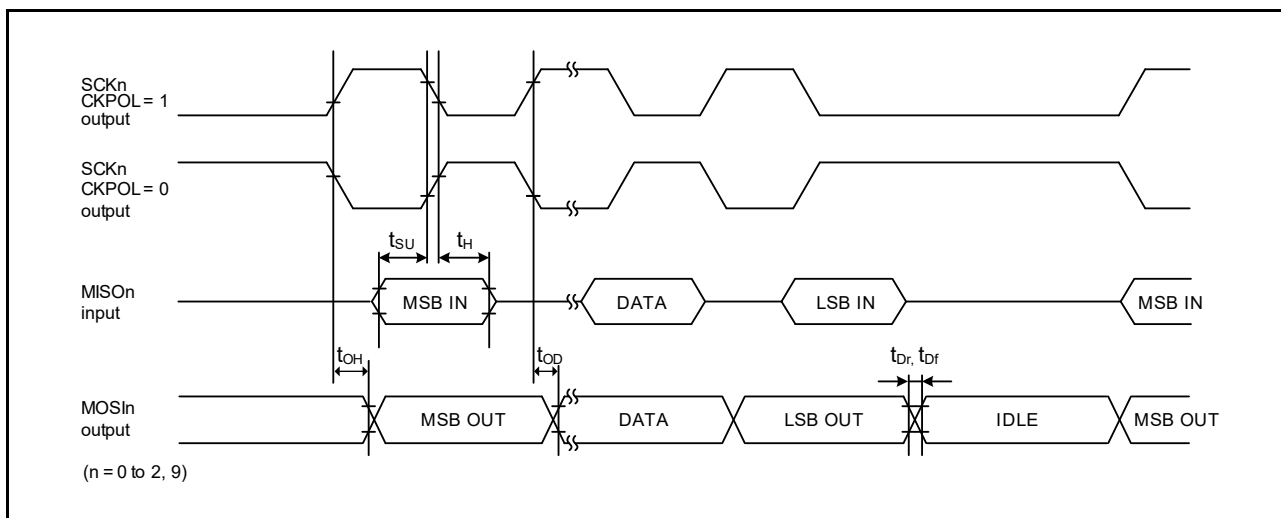 SCKn
CKPOL = 1
output
SCKn
CKPOL = 0
output
tSU
tH
MISOn
input
MSB IN
DATA
LSB IN
MSB IN
tOH
tOD
tDr, tDf
MOSIn
output
MSB OUT
DATA
LSB OUT
IDLE
MSB OUT
(n = 0 to 2, 9)